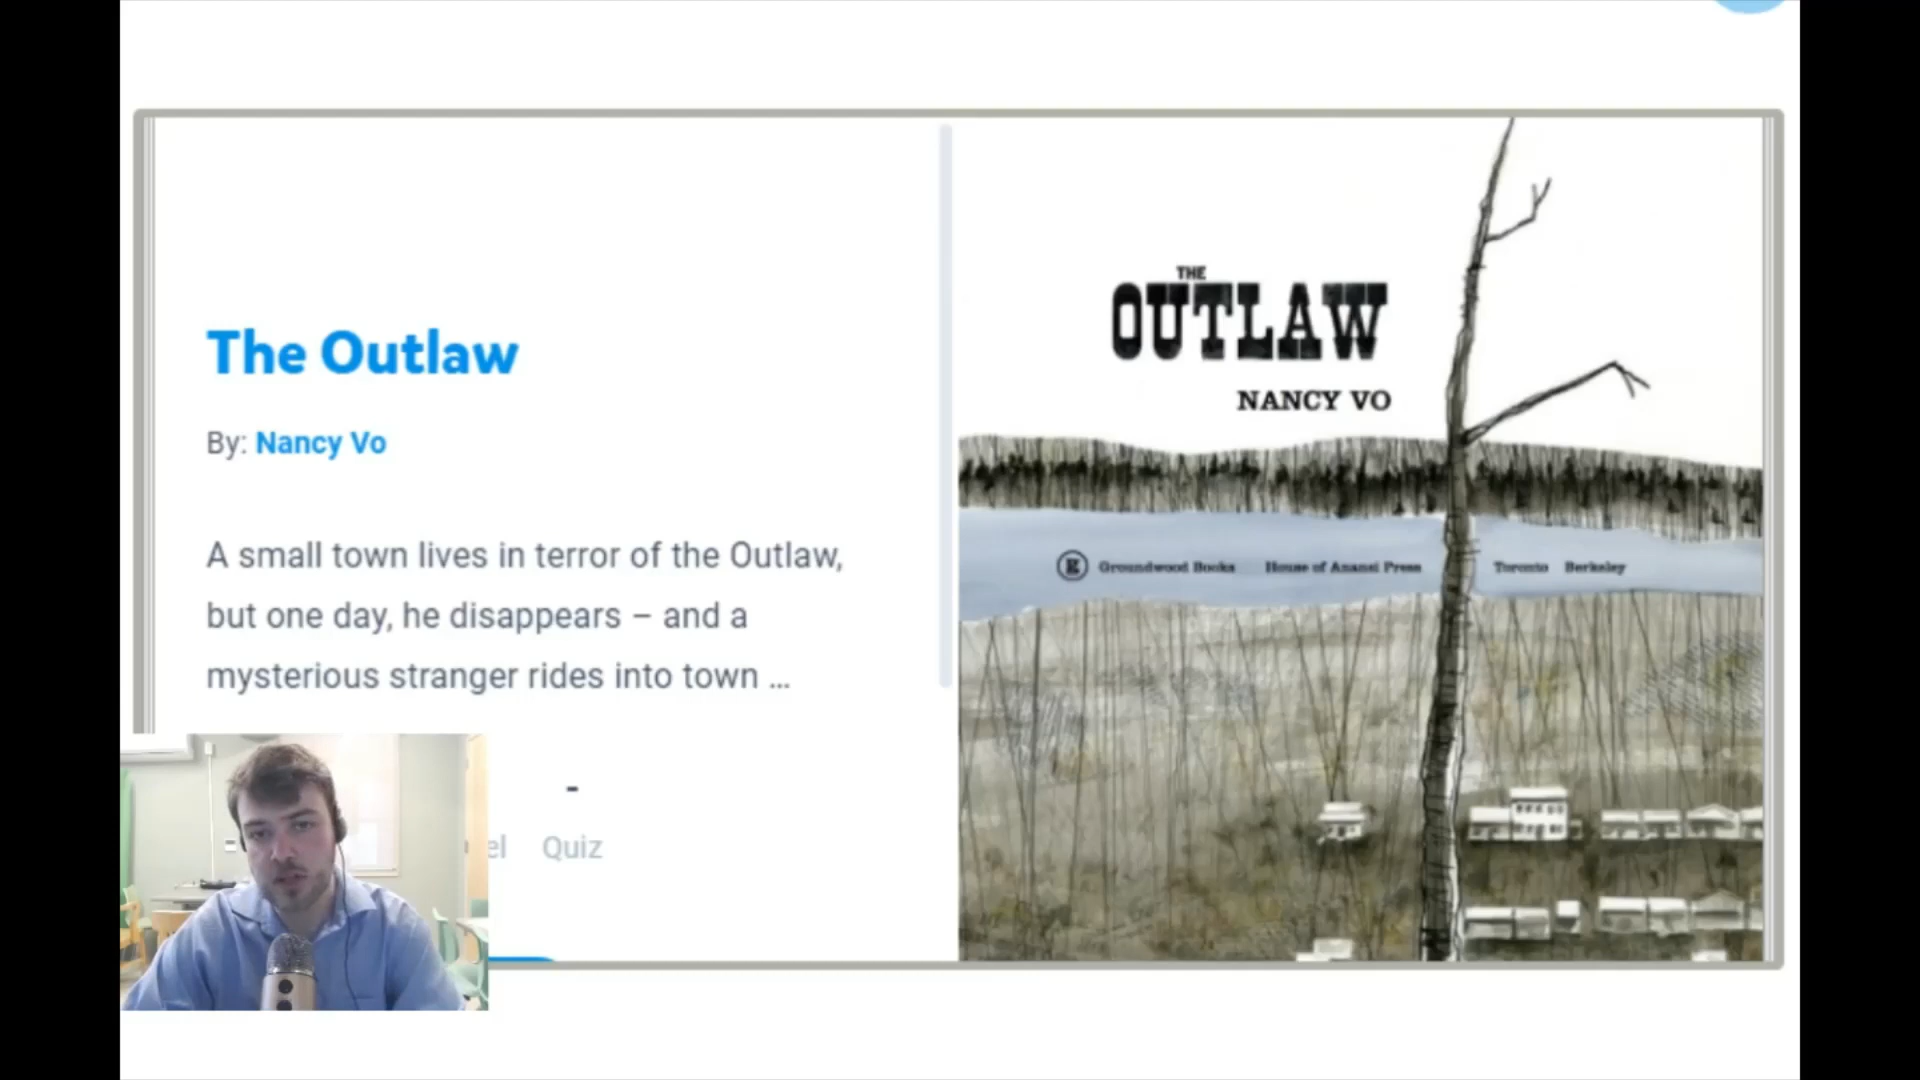 The Outlaw
By: Nancy Vo
A small town lives in terror of the Outlaw,
but one day, he disappears – and a
mysterious stranger rides into town ...
-
el Quiz
THE
OUTLAW
NANCY VO
Groundwood Books House of Anansi Press Toronto Berkeley